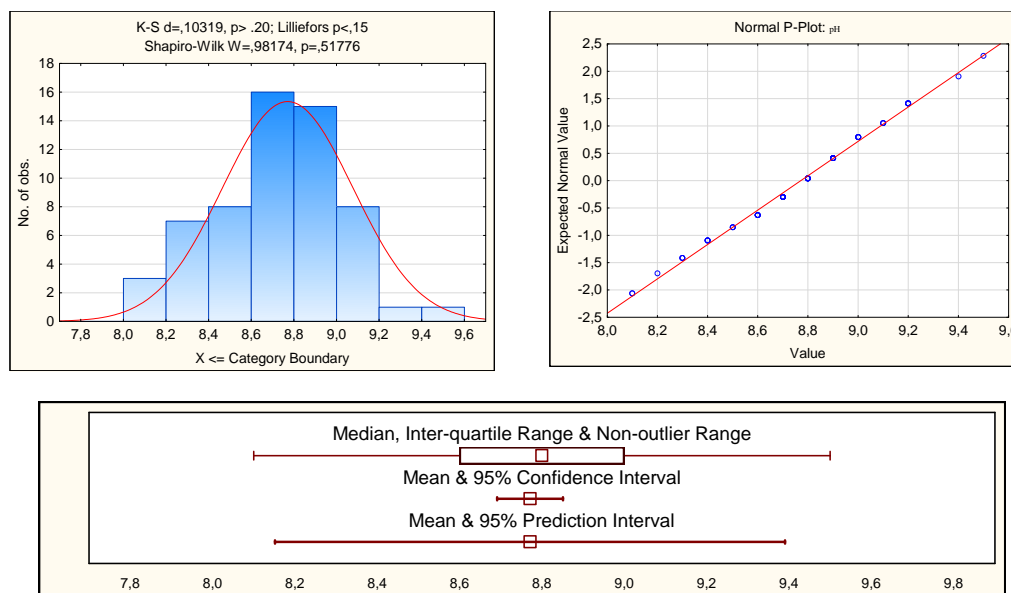 K-S d=,10319, p> .20; Lilliefors p<,15
Shapiro-Wilk W=,98174, p=,51776
18
16
14
12
10
8
6
4
2
0
No. of obs.
7,8 8,0 8,2 8,4 8,6 8,8 9,0 9,2 9,4 9,6
X <= Category Boundary
Normal P-Plot: pH
2,5
2,0
1,5
1,0
0,5
0,0
-0,5
-1,0
-1,5
-2,0
-2,5
Expected Normal Value
8,0 8,2 8,4 8,6 8,8 9,0 9,2 9,4
Value
Median, Inter-quartile Range & Non-outlier Range
Mean & 95% Confidence Interval
Mean & 95% Prediction Interval
7,8 8,0 8,2 8,4 8,6 8,8 9,0 9,2 9,4 9,6 9,8